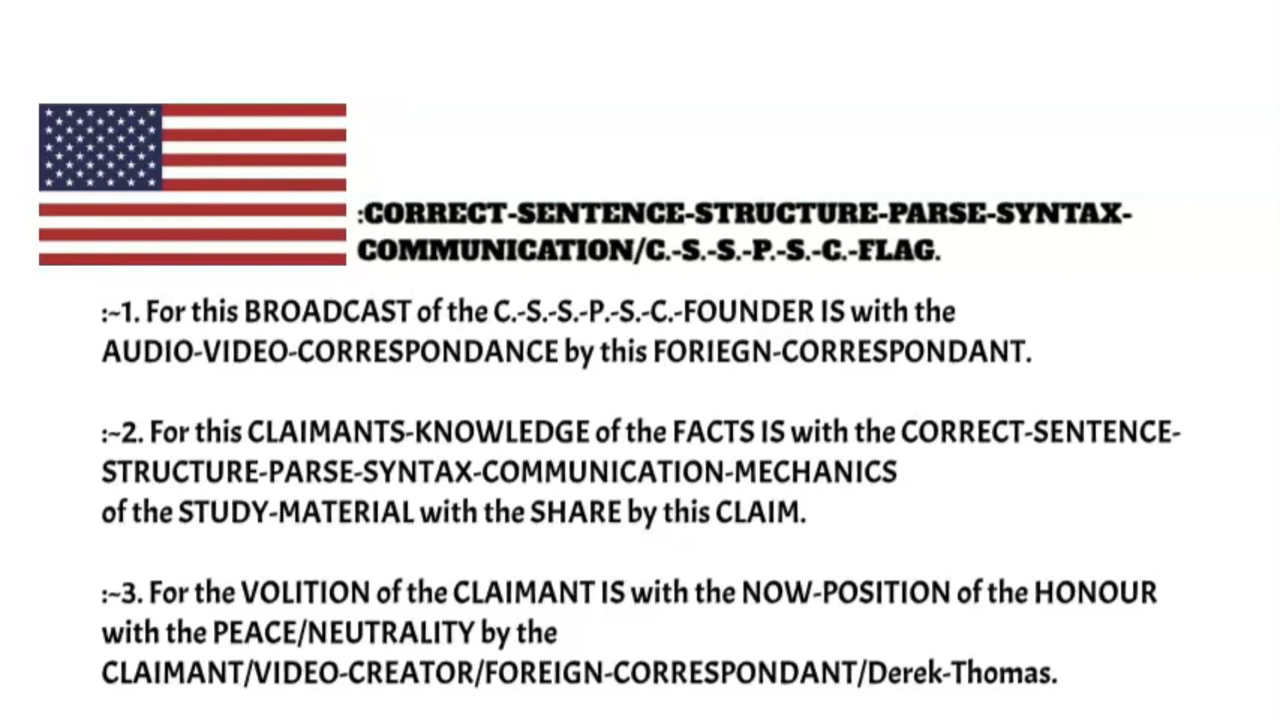 :CORRECT-SENTENCE-STRUCTURE-PARSE-SYNTAX-
COMMUNICATION/C.-S.-S.-P.-S.-C.-FLAG.
:~1. For this BROADCAST of the C.-S.-S.-P.-S.-C.-FOUNDER IS with the
AUDIO-VIDEO-CORRESPONDANCE by this FORIEGN-CORRESPONDANT.
:~2. For this CLAIMANTS-KNOWLEDGE of the FACTS IS with the CORRECT-SENTENCE-
STRUCTURE-PARSE-SYNTAX-COMMUNICATION-MECHANICS
of the STUDY-MATERIAL with the SHARE by this CLAIM.
:~3. For the VOLITION of the CLAIMANT IS with the NOW-POSITION of the HONOUR
with the PEACE/NEUTRALITY by the
CLAIMANT/VIDEO-CREATOR/FOREIGN-CORRESPONDANT/Derek-Thomas.